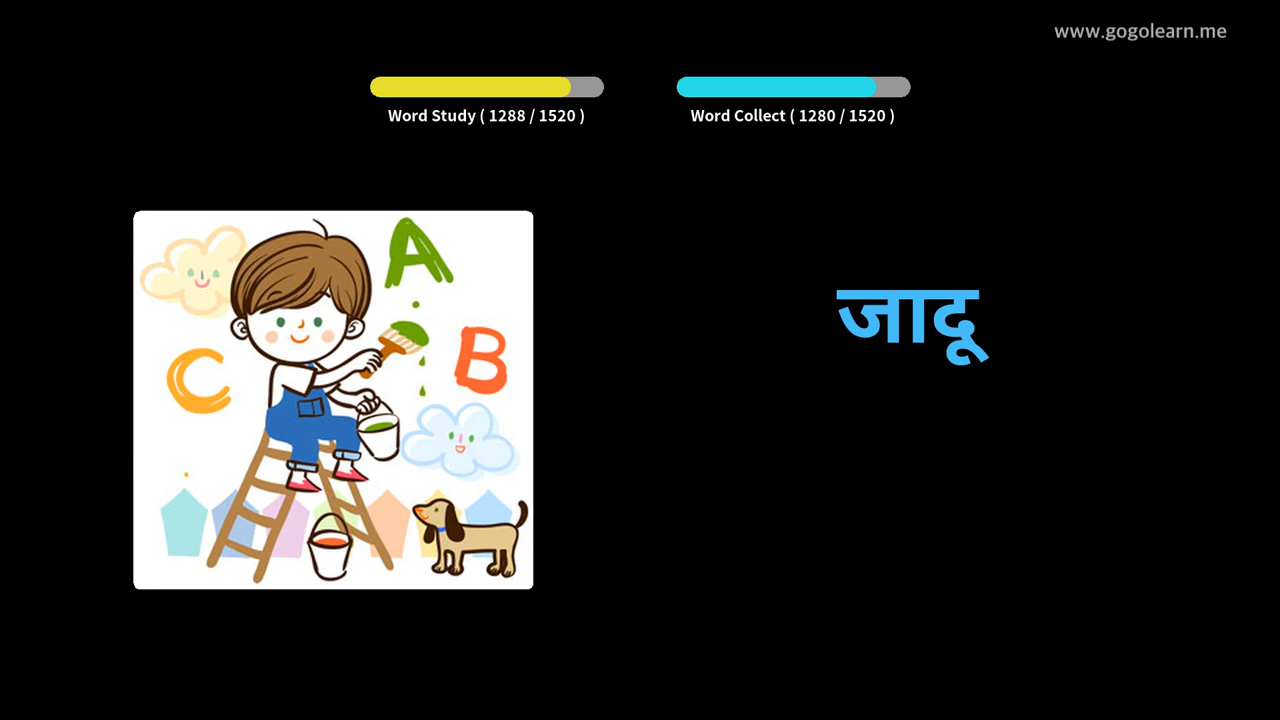 www.gogolearn.me
Word Study ( 1288 / 1520 )
Word Collect ( 1280 / 1520 )
A
B
C
जादू